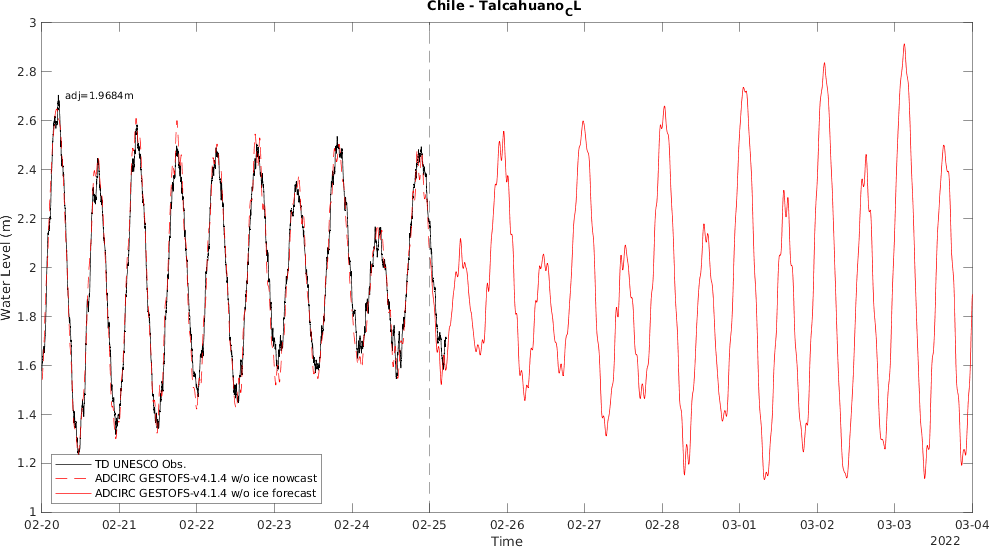 Chile - Talcahuano_CL
adj=1.9684m
Water Level (m)
3
2.8
2.6
2.4
2.2
2
1.8
1.6
1.4
1.2
1
TD UNESCO Obs.
ADCIRC GESTOFS-v4.1.4 w/o ice nowcast
ADCIRC GESTOFS-v4.1.4 w/o ice forecast
02-20 02-21 02-22 02-23 02-24 02-25 02-26 02-27 02-28 03-01 03-02 03-03 03-04
Time
2022